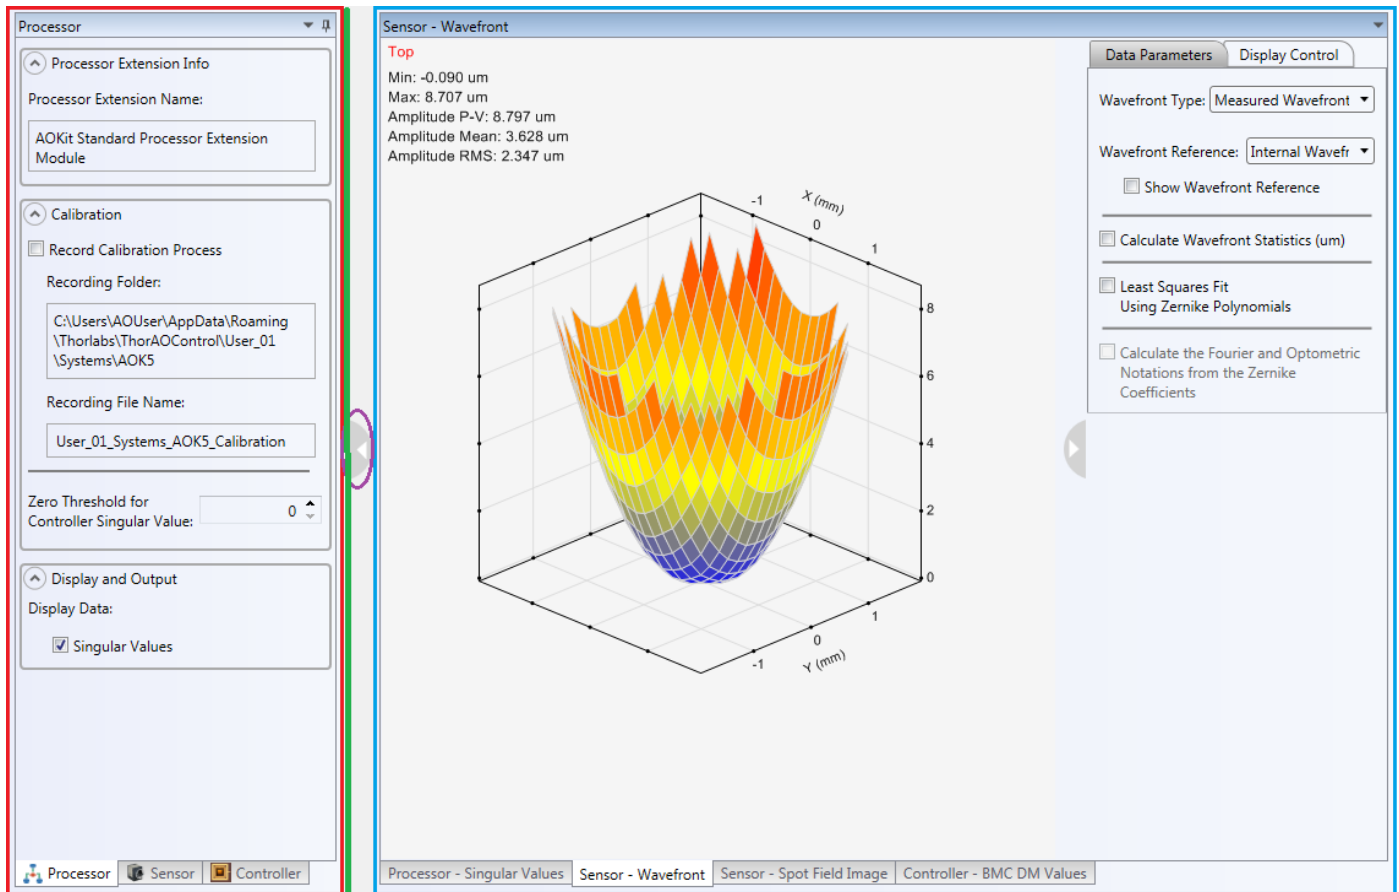 Processor
Processor Extension Info
Processor Extension Name:
AOKit Standard Processor Extension
Module
Calibration
Record Calibration Process
Recording Folder:
C:\Users\AOUser\AppData\Roaming
\Thorlabs\ThorAOControl\User_01
\Systems\AOK5
Recording File Name:
User_01_Systems_AOK5_Calibration
Zero Threshold for
Controller Singular Value:
0
Display and Output
Display Data:
Singular Values
Processor
Sensor
Controller
Sensor - Wavefront
Top
Min: -0.090 um
Max: 8.707 um
Amplitude P-V: 8.797 um
Amplitude Mean: 3.628 um
Amplitude RMS: 2.347 um
-1
X (mm)
0
1
8
6
4
2
0
1
0
-1
Y (mm)
Data Parameters
Display Control
Wavefront Type:
Measured Wavefront
Wavefront Reference:
Internal Wavefr
Show Wavefront Reference
Calculate Wavefront Statistics (um)
Least Squares Fit
Using Zernike Polynomials
Calculate the Fourier and Optometric
Notations from the Zernike
Coefficients
Processor - Singular Values
Sensor - Wavefront
Sensor - Spot Field Image
Controller - BMC DM Values